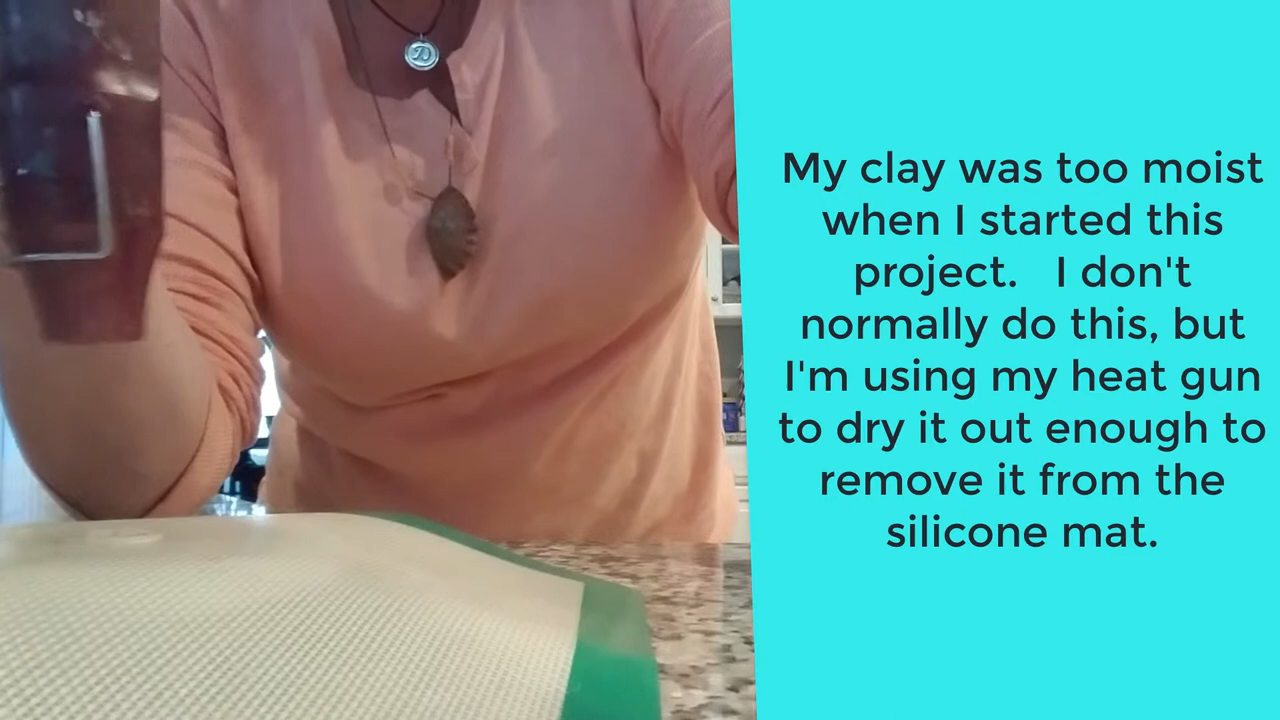 D
My clay was too moist
when I started this
project.   I don't
normally do this, but
I'm using my heat gun
to dry it out enough to
remove it from the
silicone mat.